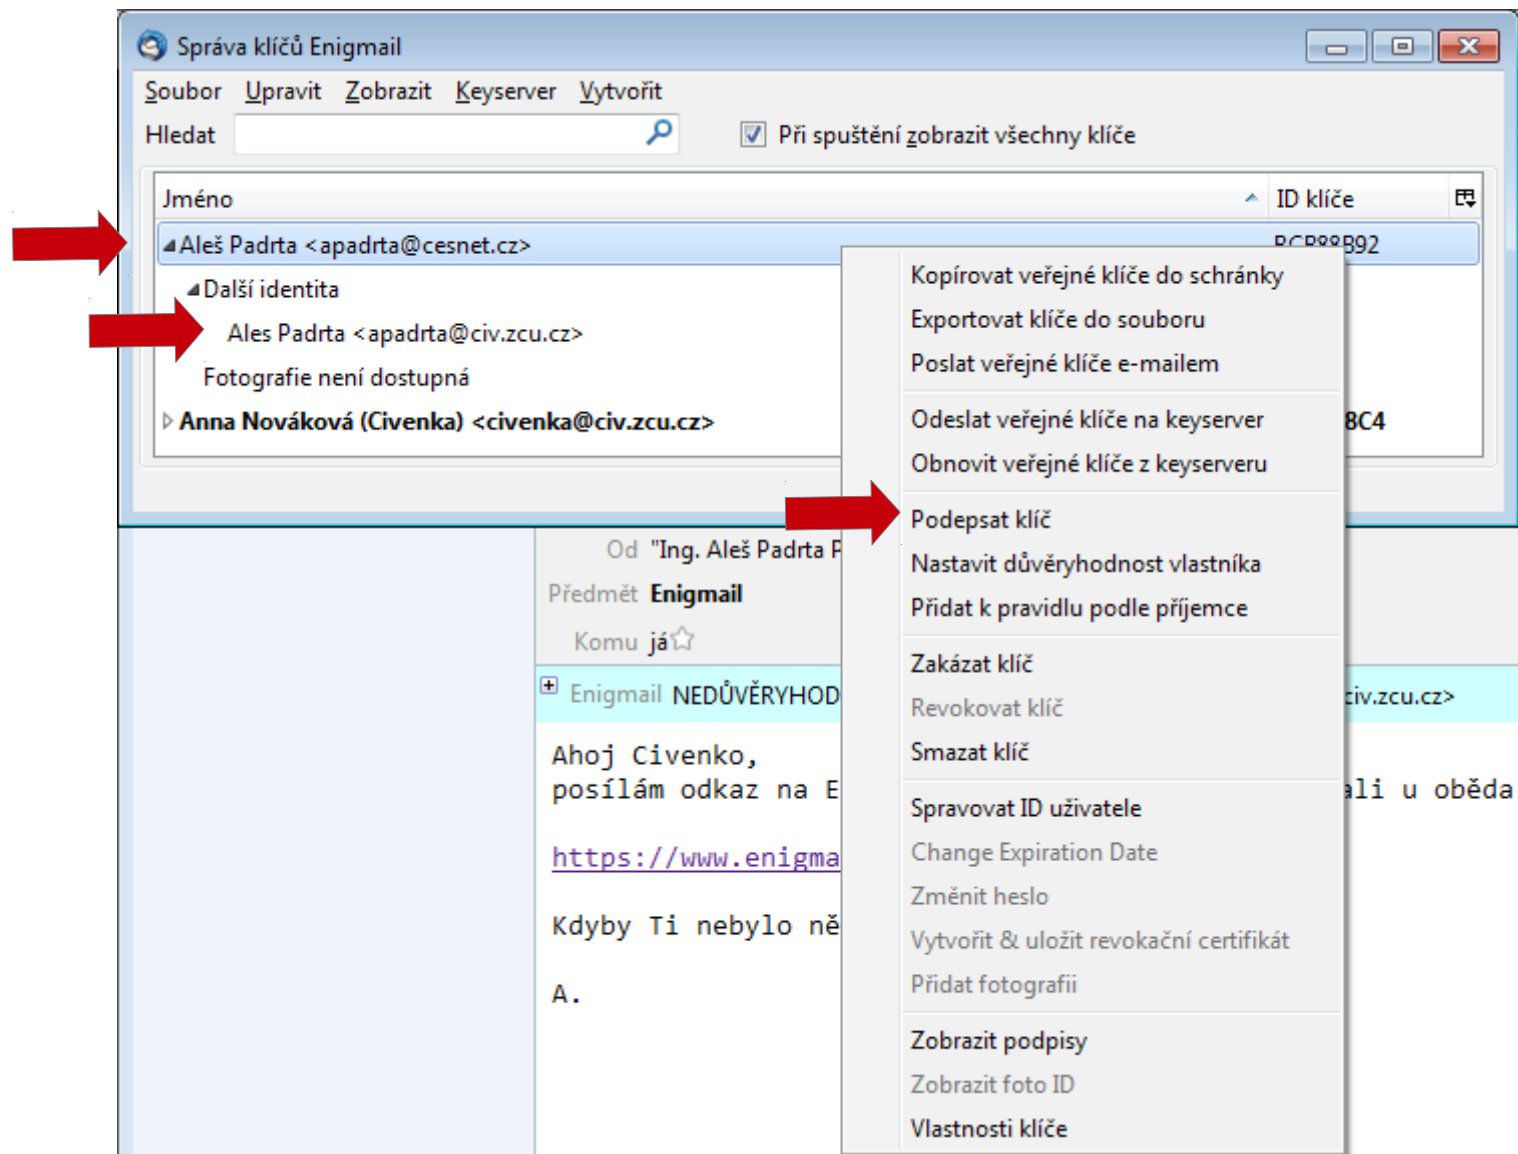 Správa klíčů Enigmail
Soubor Upravit Zobrazit Keyserver Vytvořit
Hledat
Při spuštění zobrazit všechny klíče
Jméno
ID klíče
Aleš Padrta <apadrta@cesnet.cz>
Další identita
Ales Padrta <apadrta@civ.zcu.cz>
Fotografie není dostupná
Anna Nováková (Civenka) <civenka@civ.zcu.cz>
8C4
Kopírovat veřejné klíče do schránky
Exportovat klíče do souboru
Poslat veřejné klíče e-mailem
Odeslat veřejné klíče na keyserver
Obnovit veřejné klíče z keyserveru
Podepsat klíč
Nastavit důvěryhodnost vlastníka
Přidat k pravidlu podle příjemce
Zakázat klíč
Revokovat klíč
Smazat klíč
Spravovat ID uživatele
Change Expiration Date
Změnit heslo
Vytvořit & uložit revokační certifikát
Přidat fotografii
Zobrazit podpisy
Zobrazit foto ID
Vlastnosti klíče
Od "Ing. Aleš Padrta P
Předmět Enigmail
Komu já
Enigmail NEDŮVĚRYHOD
civ.zcu.cz>
Ahoj Civenko,
posílám odkaz na E
ali u oběda
https://www.enigma
Kdyby Ti nebylo ně
A.